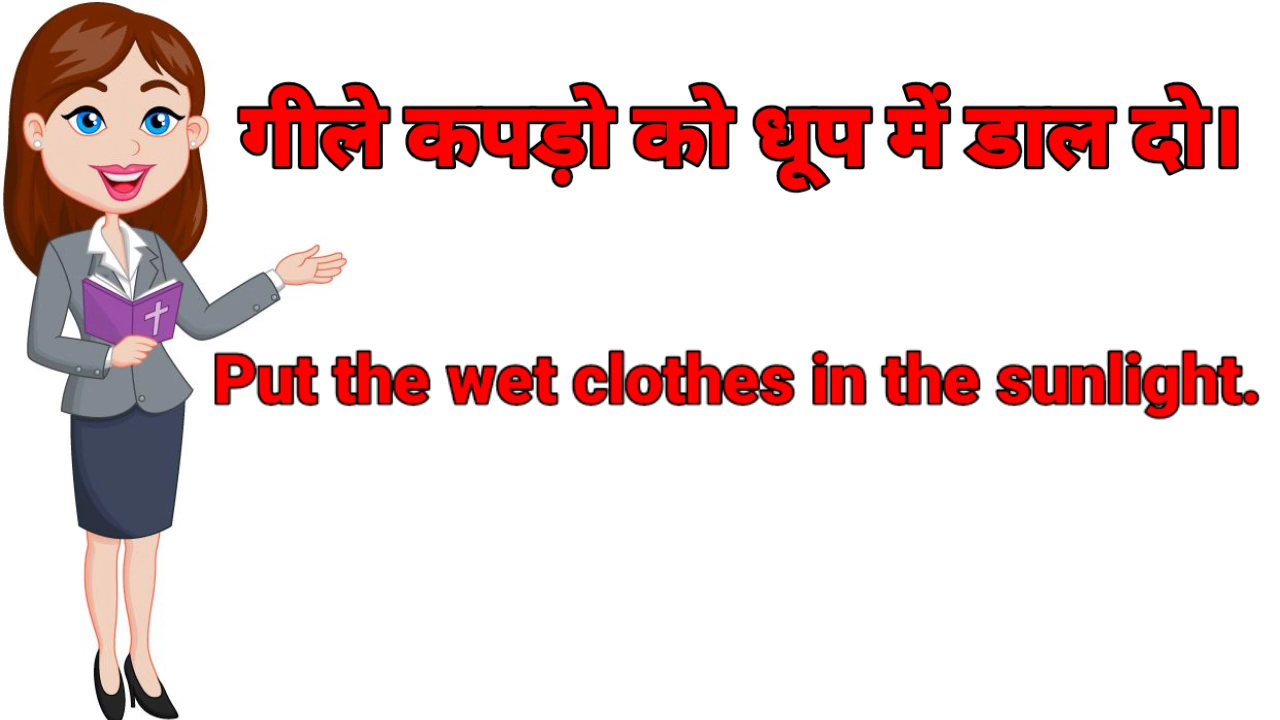 गीले कपड़ो को धूप में डाल दो।
Put the wet clothes in the sunlight.